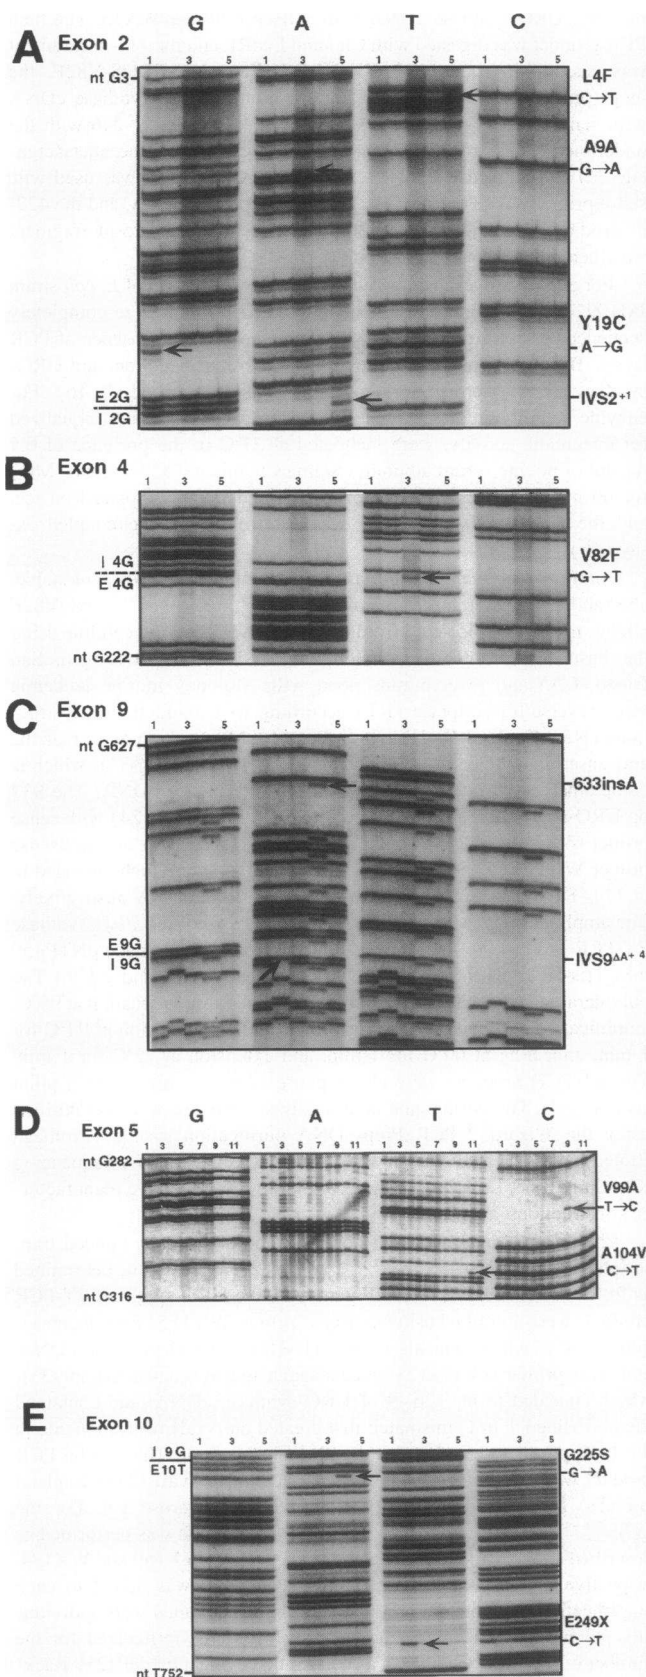 G A T C
A Exon 2
1 3 5 1 3 5 1 3 5 1 3 5
nt G3
L4F
C→T
A9A
G→A
Y19C
A→G
E 2G
I 2G
IVS2+1
B Exon 4
1 3 5 1 3 5 1 3 5 1 3 5
I 4G
E 4G
V82F
G→T
nt G222
C Exon 9
1 3 5 1 3 5 1 3 5 1 3 5
nt G627
633insA
E9G
I 9G
IVS9ΔA+ 4
D G A T C
Exon 5
1 3 5 7 9 11 1 3 5 7 9 11 1 3 5 7 9 11 1 3 5 7 9 11
nt G282
V99A
T→C
A104V
C→T
nt C316
E Exon 10
1 3 5 1 3 5 1 3 5 1 3 5
I 9G
E10T
G225S
G→A
E249X
C→T
nt T752